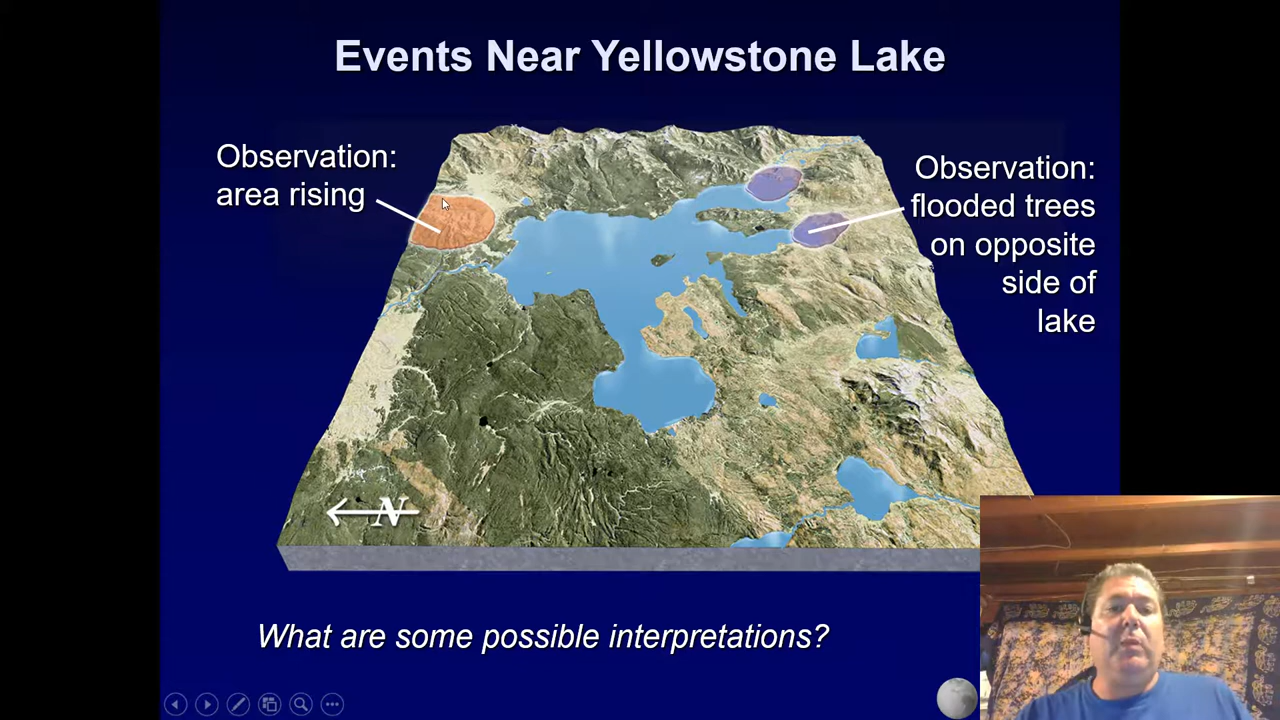 Events Near Yellowstone Lake
Observation:
area rising
Observation:
flooded trees
on opposite
side of
lake
N
What are some possible interpretations?